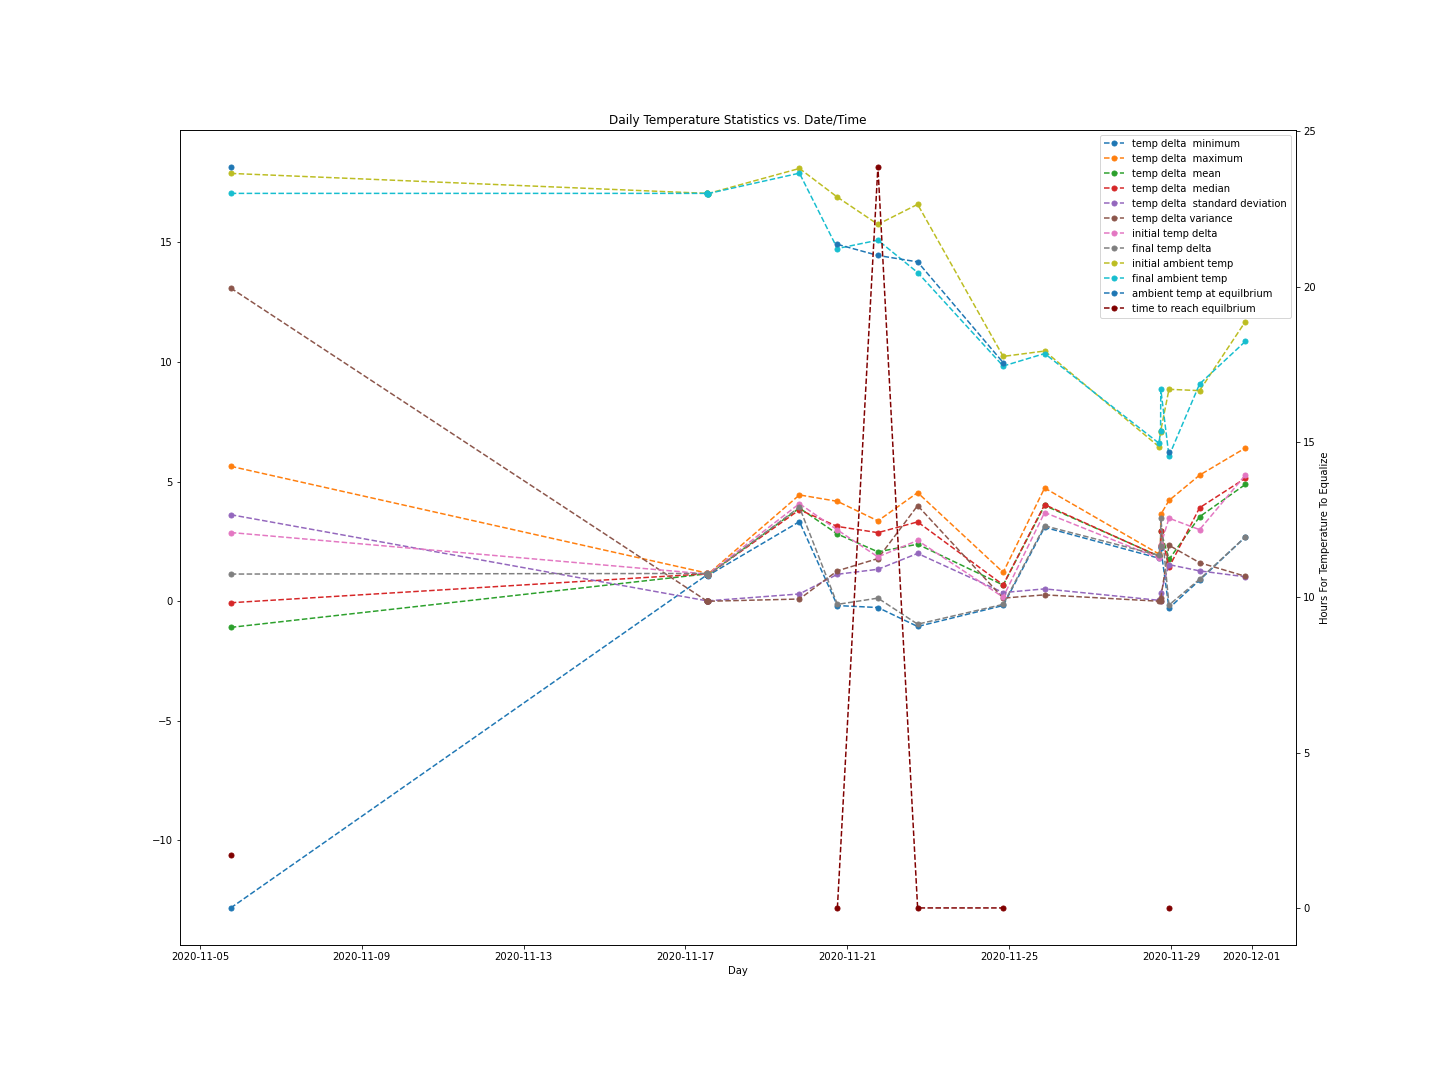 Daily Temperature Statistics vs. Date/Time
temp delta  minimum
temp delta  maximum
temp delta  mean
temp delta  median
temp delta  standard deviation
temp delta variance
initial temp delta
final temp delta
initial ambient temp
final ambient temp
ambient temp at equilbrium
time to reach equilbrium
15
10
5
0
−5
−10
25
20
15
10
5
0
Hours For Temperature To Equalize
2020-11-05
2020-11-09
2020-11-13
2020-11-17
2020-11-21
2020-11-25
2020-11-29
2020-12-01
Day